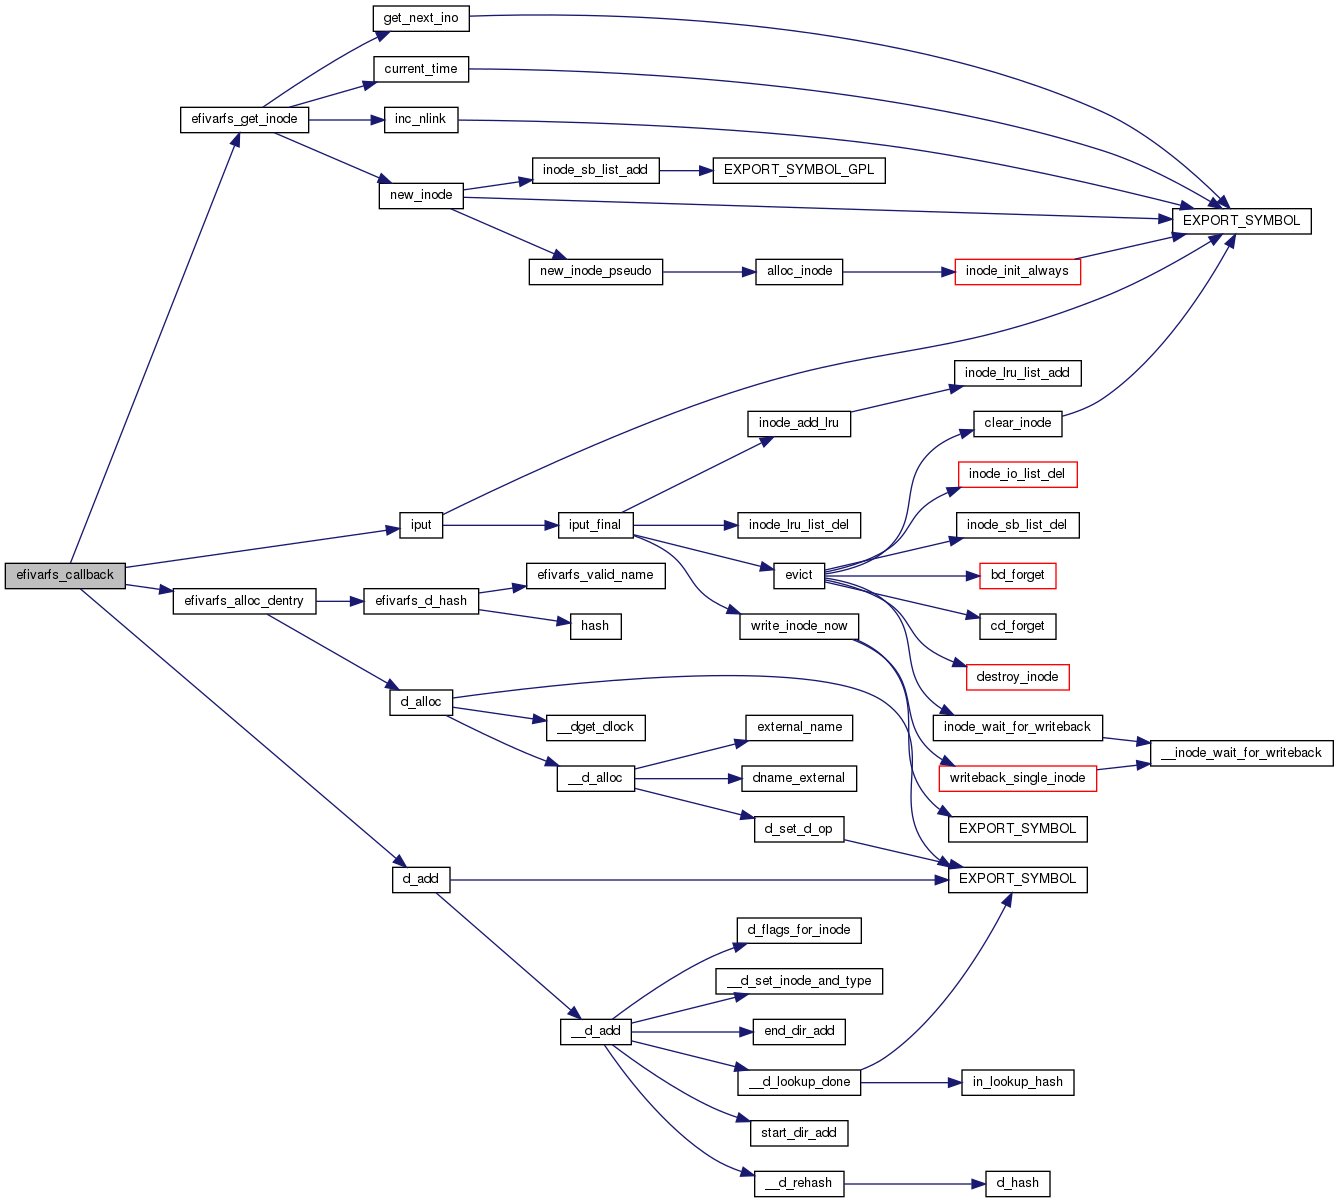 get_next_ino
current_time
efivarfs_get_inode
inc_nlink
inode_sb_list_add
EXPORT_SYMBOL_GPL
new_inode
EXPORT_SYMBOL
new_inode_pseudo
alloc_inode
inode_init_always
inode_lru_list_add
inode_add_lru
clear_inode
inode_io_list_del
iput
iput_final
inode_lru_list_del
inode_sb_list_del
efivarfs_callback
efivarfs_valid_name
evict
bd_forget
efivarfs_alloc_dentry
efivarfs_d_hash
hash
write_inode_now
cd_forget
destroy_inode
d_alloc
__dget_dlock
external_name
inode_wait_for_writeback
__inode_wait_for_writeback
__d_alloc
dname_external
writeback_single_inode
d_set_d_op
EXPORT_SYMBOL
d_add
EXPORT_SYMBOL
d_flags_for_inode
__d_set_inode_and_type
__d_add
end_dir_add
__d_lookup_done
in_lookup_hash
start_dir_add
__d_rehash
d_hash